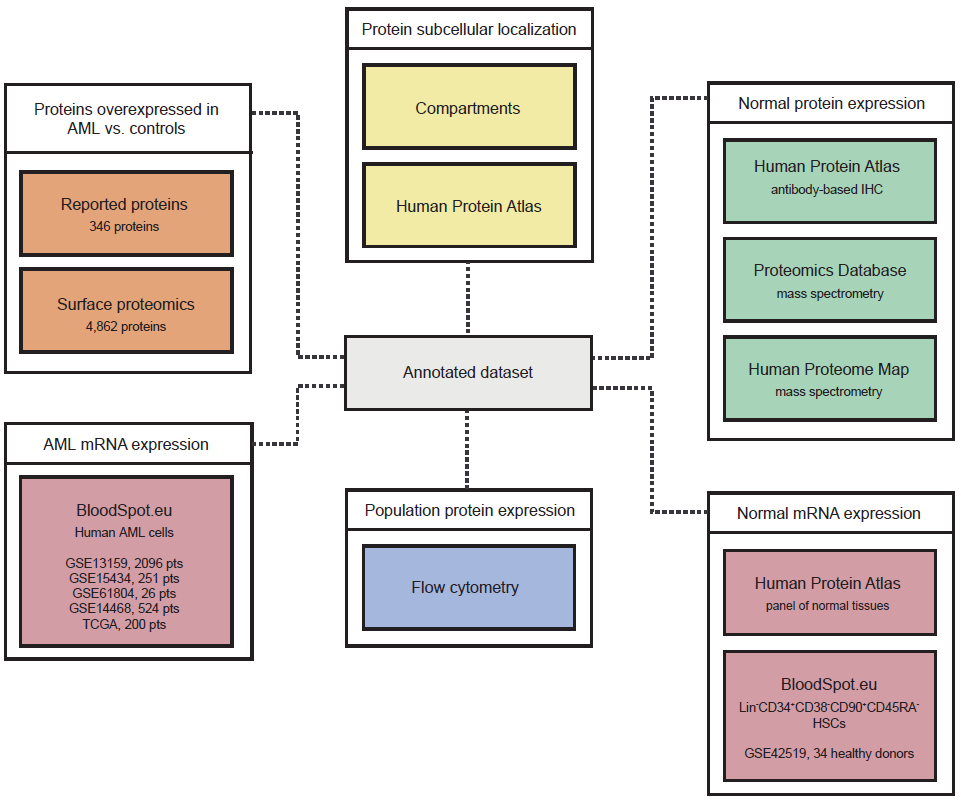 Protein subcellular localization
Compartments
Human Protein Atlas
Proteins overexpressed in
AML vs. controls
Reported proteins
346 proteins
Surface proteomics
4,862 proteins
Normal protein expression
Human Protein Atlas
antibody-based IHC
Proteomics Database
mass spectrometry
Human Proteome Map
mass spectrometry
Annotated dataset
AML mRNA expression
BloodSpot.eu
Human AML cells
GSE13159, 2096 pts
GSE15434, 251 pts
GSE61804, 26 pts
GSE14468, 524 pts
TCGA, 200 pts
Population protein expression
Flow cytometry
Normal mRNA expression
Human Protein Atlas
panel of normal tissues
BloodSpot.eu
Lin⁻CD34⁺CD38⁻CD90⁺CD45RA⁻
HSCs
GSE42519, 34 healthy donors